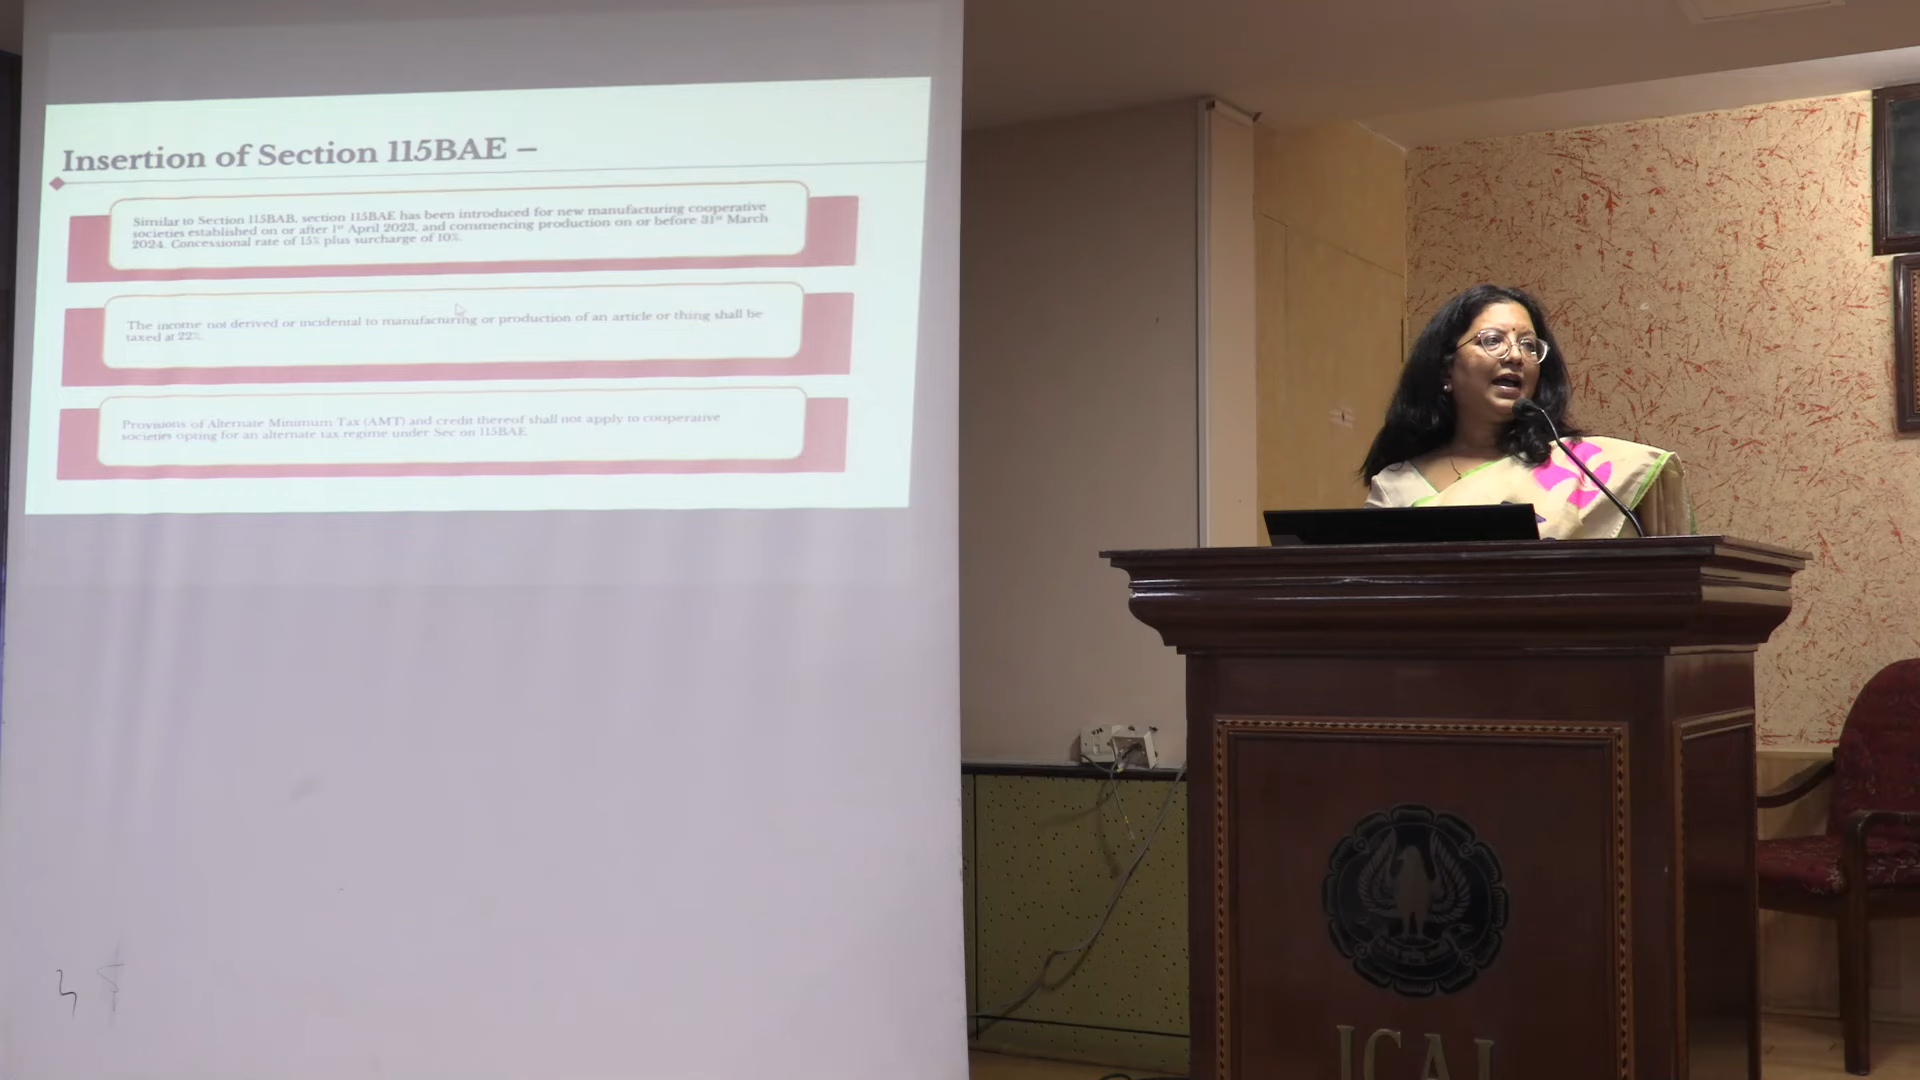 Insertion of Section 115BAE –
Similar to Section 115BAB, section 115BAE has been introduced for new manufacturing cooperative
societies established on or after 1st April 2023, and commencing production on or before 31st March
2024. Concessional rate of 15% plus surcharge of 10%.
The income not derived or incidental to manufacturing or production of an article or thing shall be
taxed at 22%.
Provisions of Alternate Minimum Tax (AMT) and credit thereof shall not apply to cooperative
societies opting for an alternate tax regime under Sec on 115BAE
ICAI